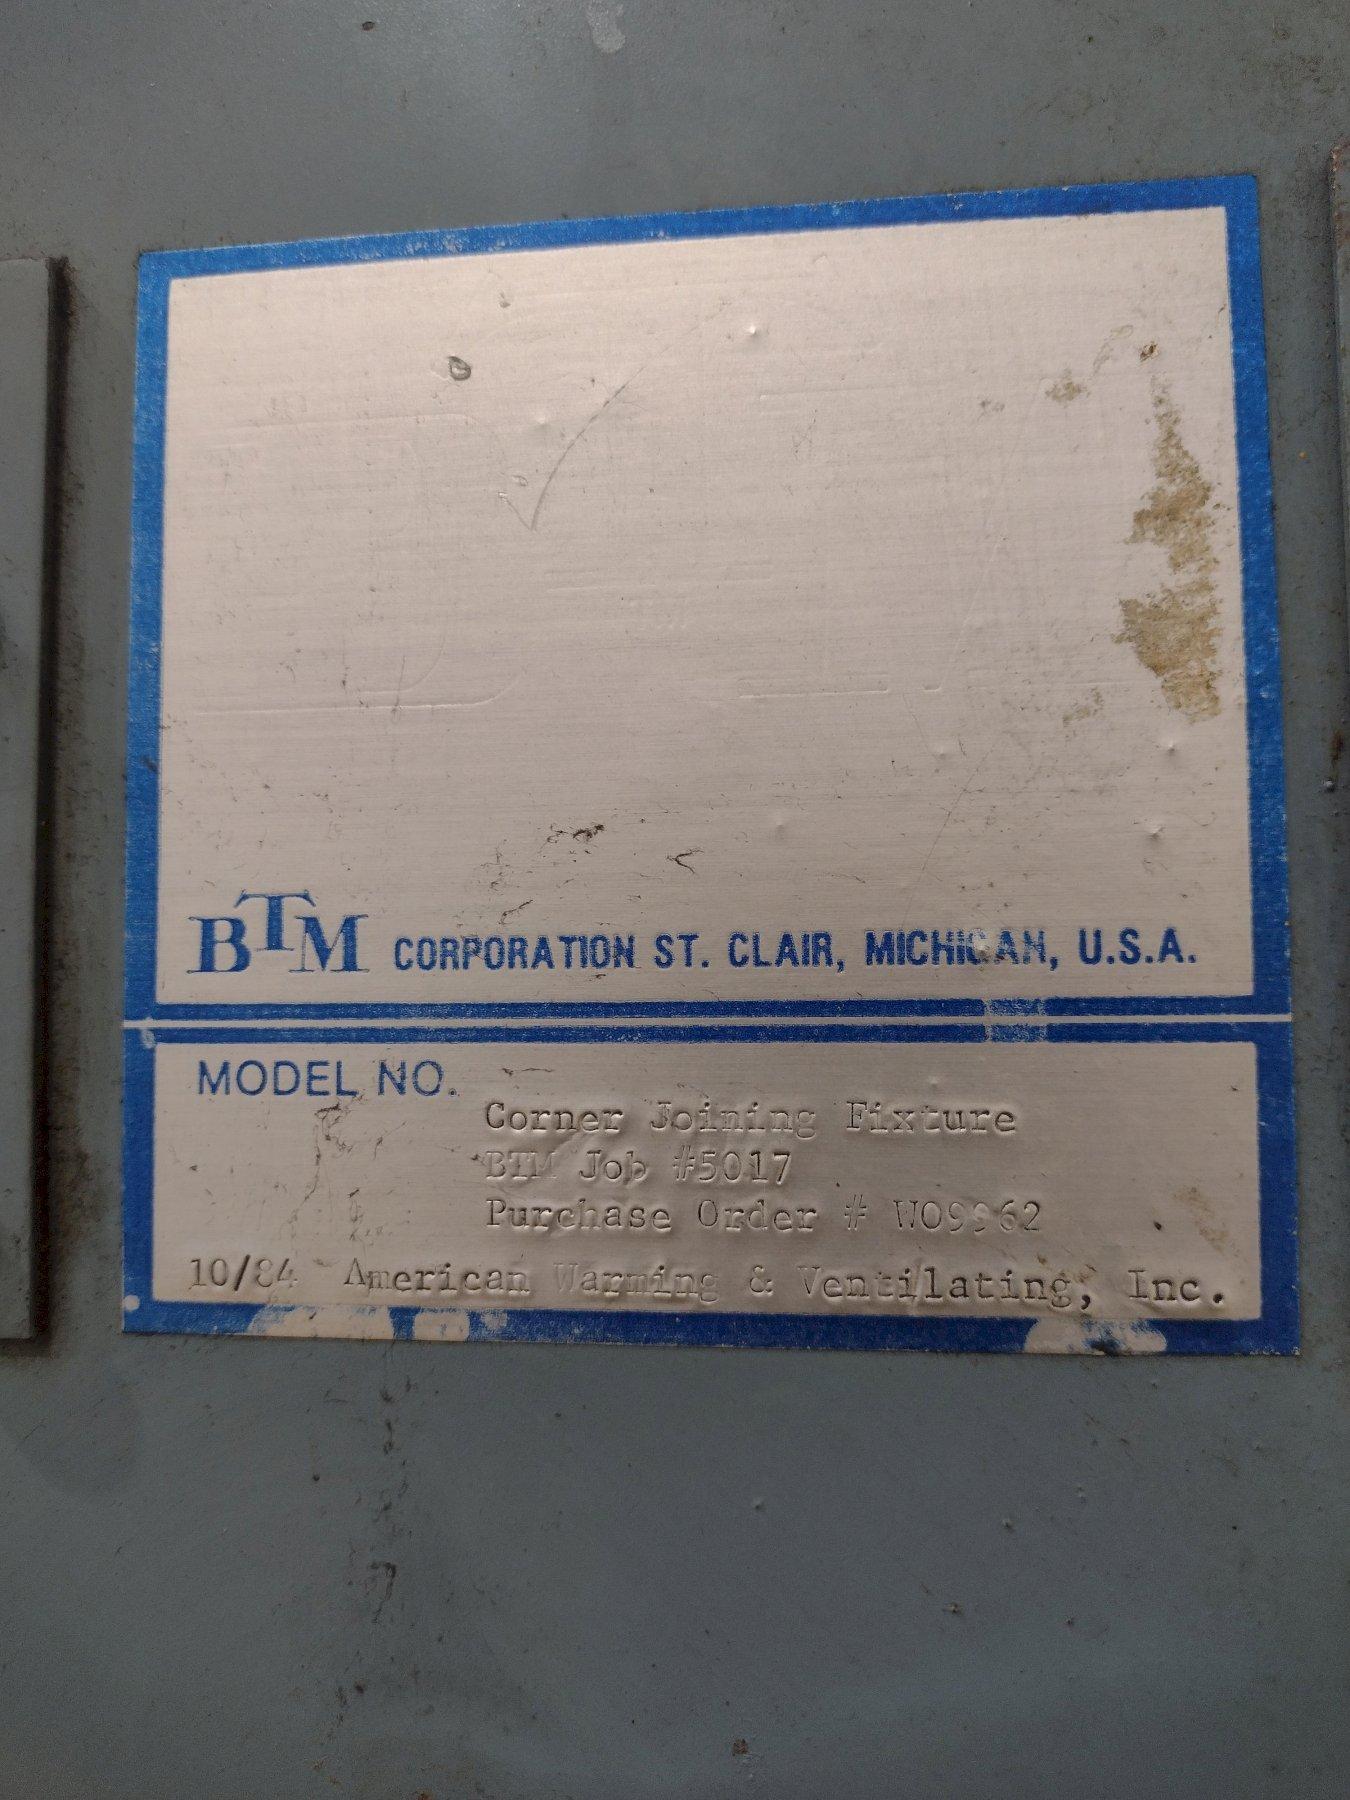 BTM CORPORATION ST. CLAIR, MICHIGAN, U.S.A.
MODEL NO.
Corner Joining Fixture
BTM Job #5017
Purchase Order # WO9962
10/84 American Warming & Ventilating, Inc.